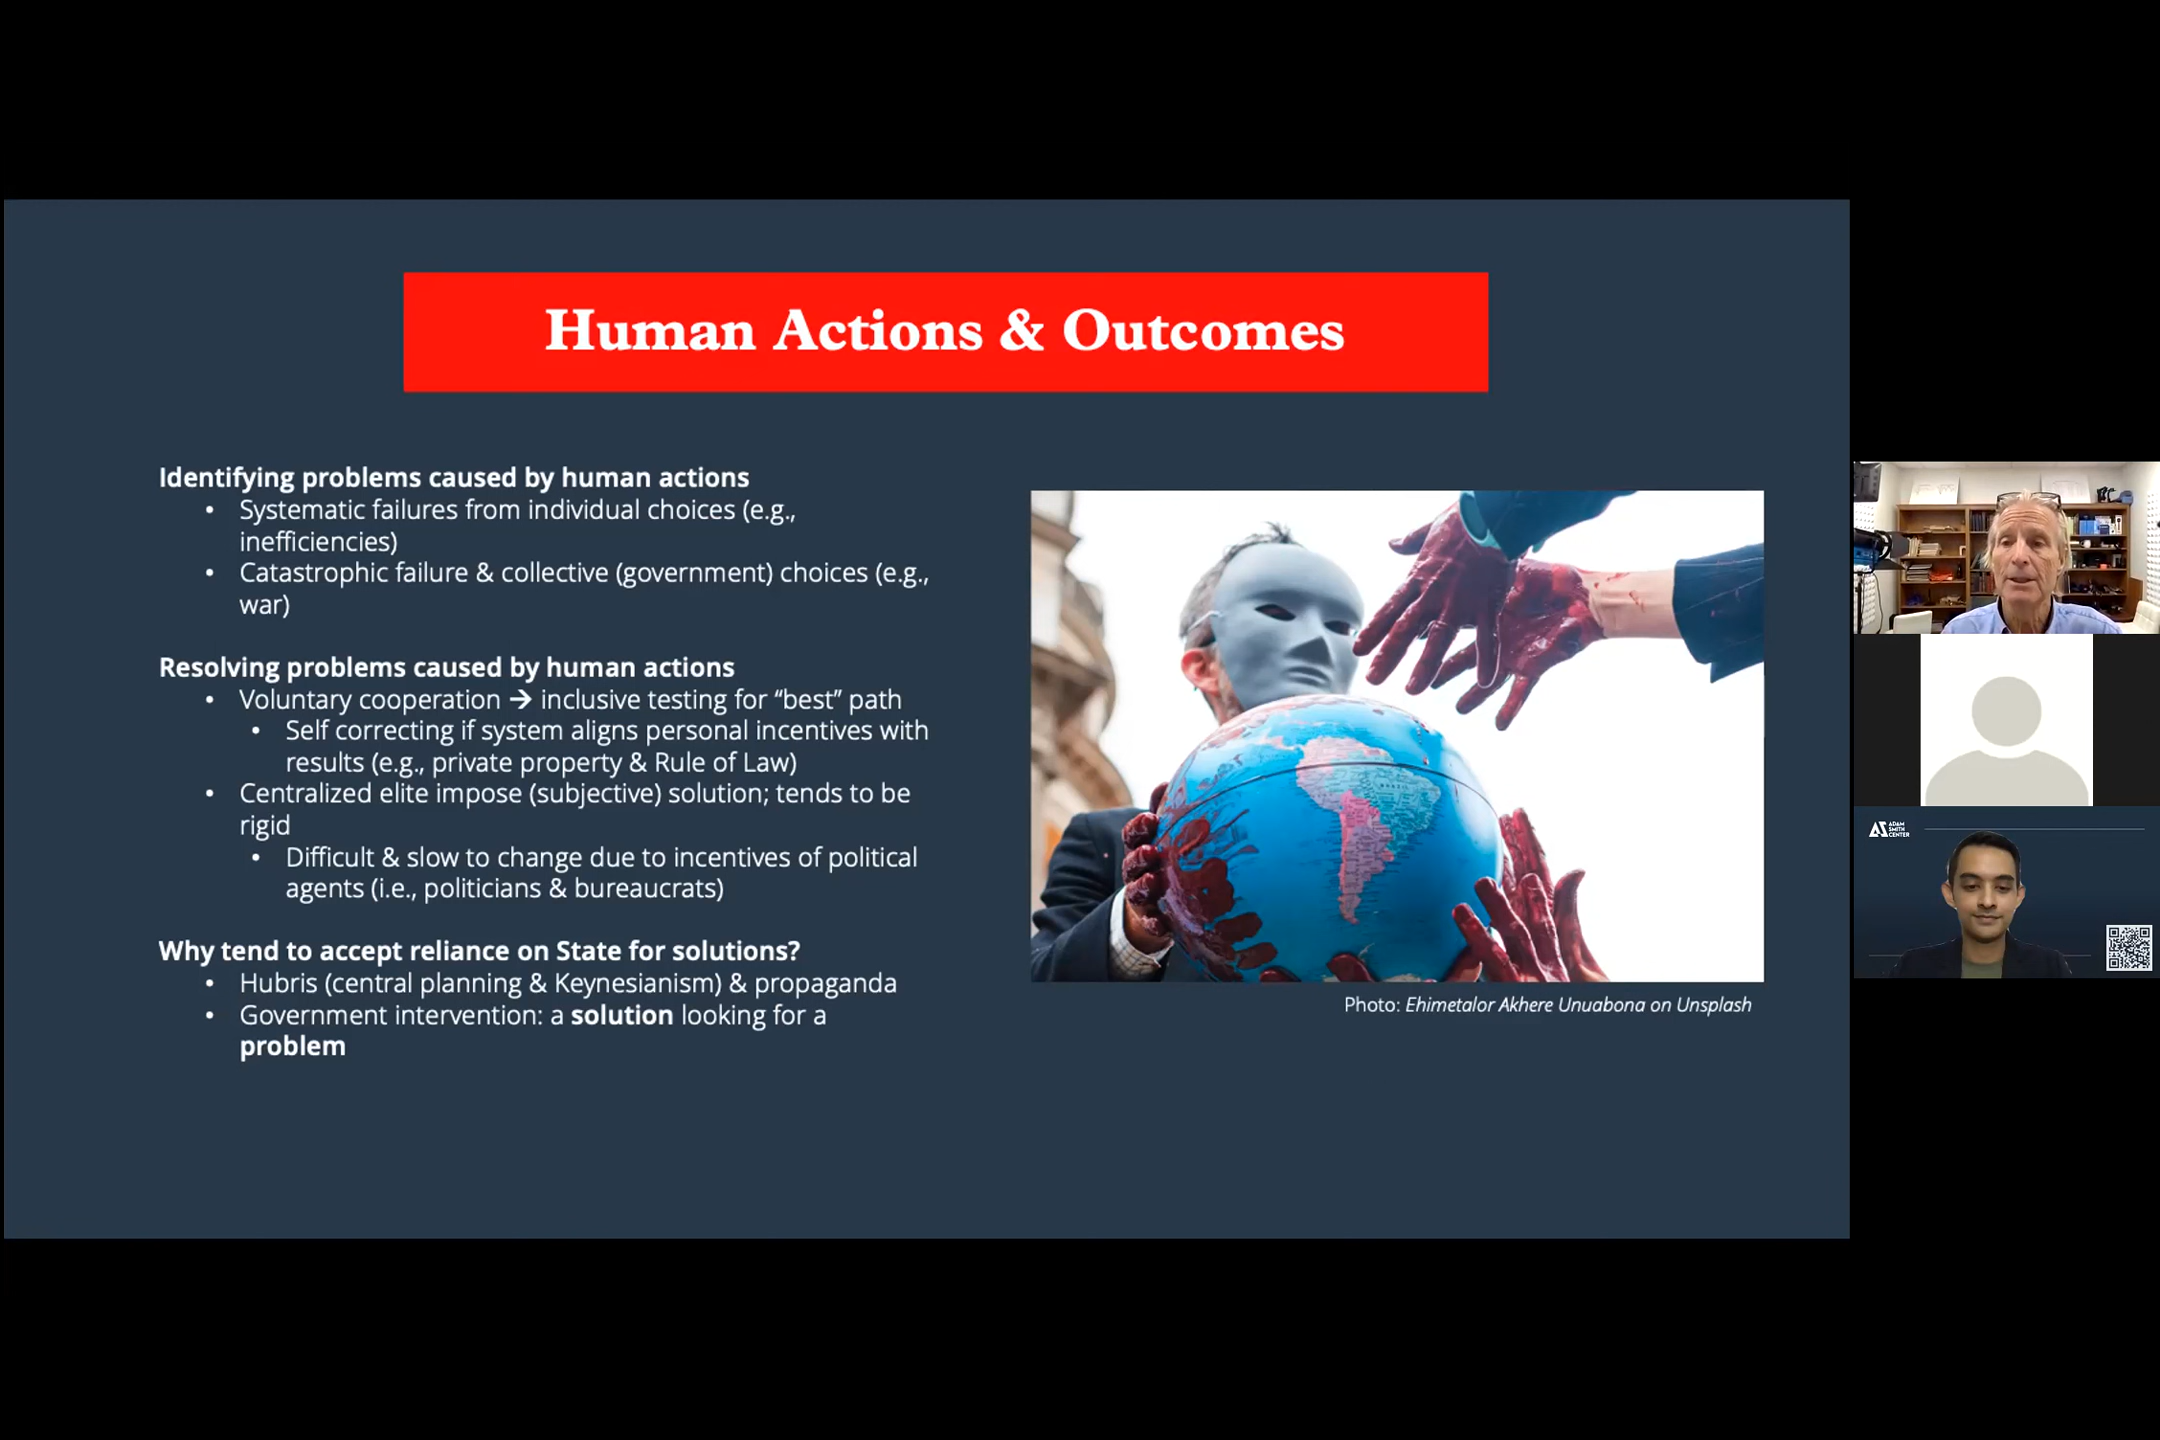 Human Actions & Outcomes
Identifying problems caused by human actions
• Systematic failures from individual choices (e.g.,
inefficiencies)
• Catastrophic failure & collective (government) choices (e.g.,
war)
Resolving problems caused by human actions
• Voluntary cooperation → inclusive testing for “best” path
• Self correcting if system aligns personal incentives with
results (e.g., private property & Rule of Law)
• Centralized elite impose (subjective) solution; tends to be
rigid
• Difficult & slow to change due to incentives of political
agents (i.e., politicians & bureaucrats)
Why tend to accept reliance on State for solutions?
• Hubris (central planning & Keynesianism) & propaganda
• Government intervention: a solution looking for a
problem
BRAZIL
Photo: Ehimetalor Akhere Unuabona on Unsplash
ADAM
SMITH
CENTER